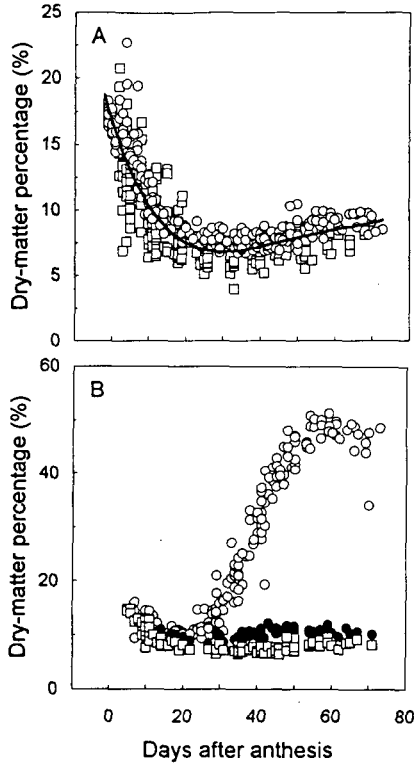 A
Dry-matter percentage (%)
25
20
15
10
5
0
B
Dry-matter percentage (%)
60
40
20
0
0 20 40 60 80
Days after anthesis